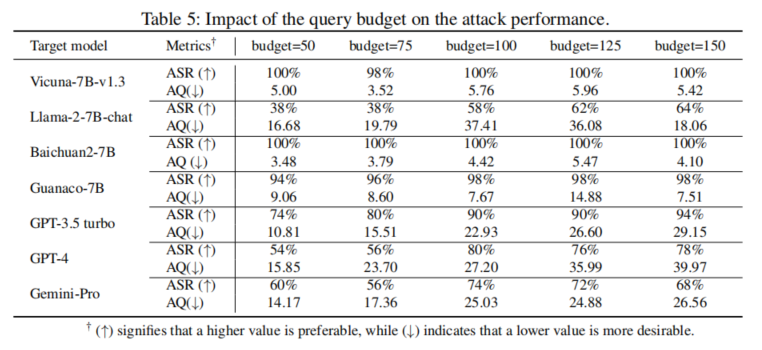 Table 5: Impact of the query budget on the attack performance.
Target model Metrics† budget=50 budget=75 budget=100 budget=125 budget=150
Vicuna-7B-v1.3 ASR (↑) 100% 98% 100% 100% 100%
AQ(↓) 5.00 3.52 5.76 5.96 5.42
Llama-2-7B-chat ASR (↑) 38% 38% 58% 62% 64%
AQ(↓) 16.68 19.79 37.41 36.08 18.06
Baichuan2-7B ASR (↑) 100% 100% 100% 100% 100%
AQ (↓) 3.48 3.79 4.42 5.47 4.10
Guanaco-7B ASR (↑) 94% 96% 98% 98% 98%
AQ(↓) 9.06 8.60 7.67 14.88 7.51
GPT-3.5 turbo ASR (↑) 74% 80% 90% 90% 94%
AQ(↓) 10.81 15.51 22.93 26.60 29.15
GPT-4 ASR (↑) 54% 56% 80% 76% 78%
AQ(↓) 15.85 23.70 27.20 35.99 39.97
Gemini-Pro ASR (↑) 60% 56% 74% 72% 68%
AQ(↓) 14.17 17.36 25.03 24.88 26.56
† (↑) signifies that a higher value is preferable, while (↓) indicates that a lower value is more desirable.